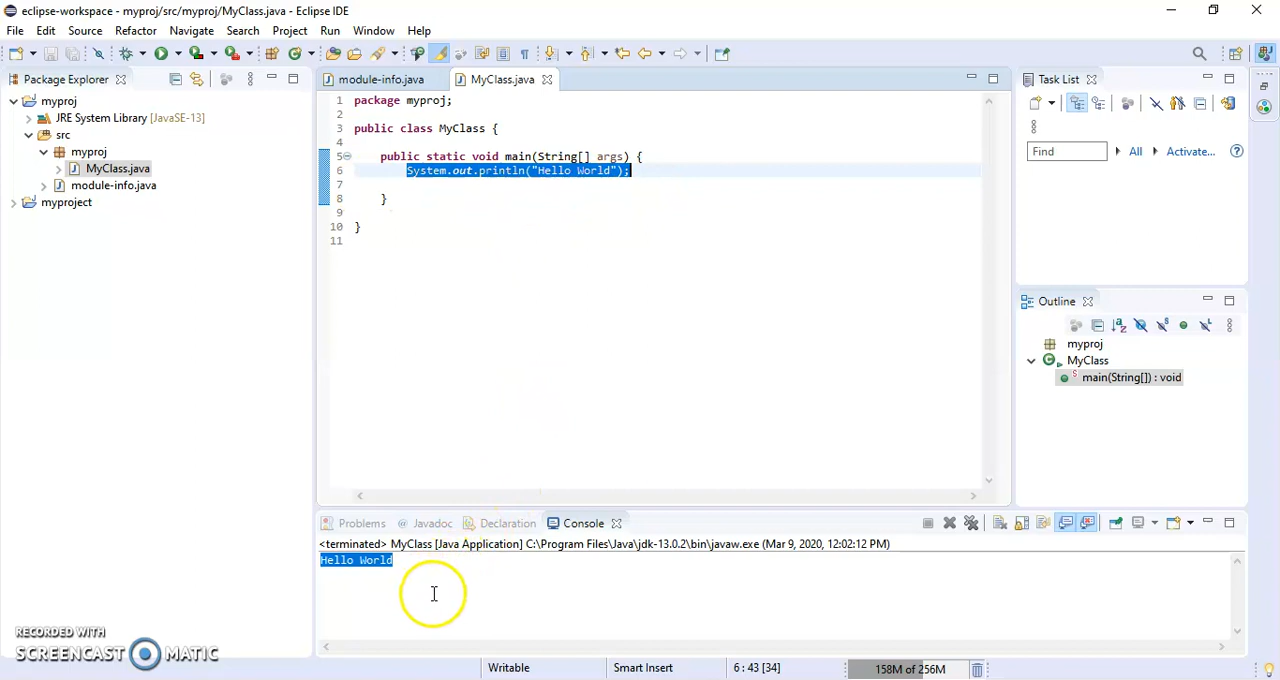 eclipse-workspace - myproj/src/myproj/MyClass.java - Eclipse IDE
File Edit Source Refactor Navigate Search Project Run Window Help
Package Explorer
myproj
JRE System Library [JavaSE-13]
src
myproj
MyClass.java
module-info.java
myproject
module-info.java MyClass.java
1 package myproj;
2
3 public class MyClass {
4
5 public static void main(String[] args) {
6 System.out.println("Hello World");
7
8 }
9
10 }
11
Task List
Find All Activate...
Outline
myproj
MyClass
main(String[]) : void
Problems @ Javadoc Declaration Console
<terminated> MyClass [Java Application] C:\Program Files\Java\jdk-13.0.2\bin\javaw.exe (Mar 9, 2020, 12:02:12 PM)
Hello World
RECORDED WITH
SCREENCAST MATIC
Writable Smart Insert 6 : 43 [34] 158M of 256M